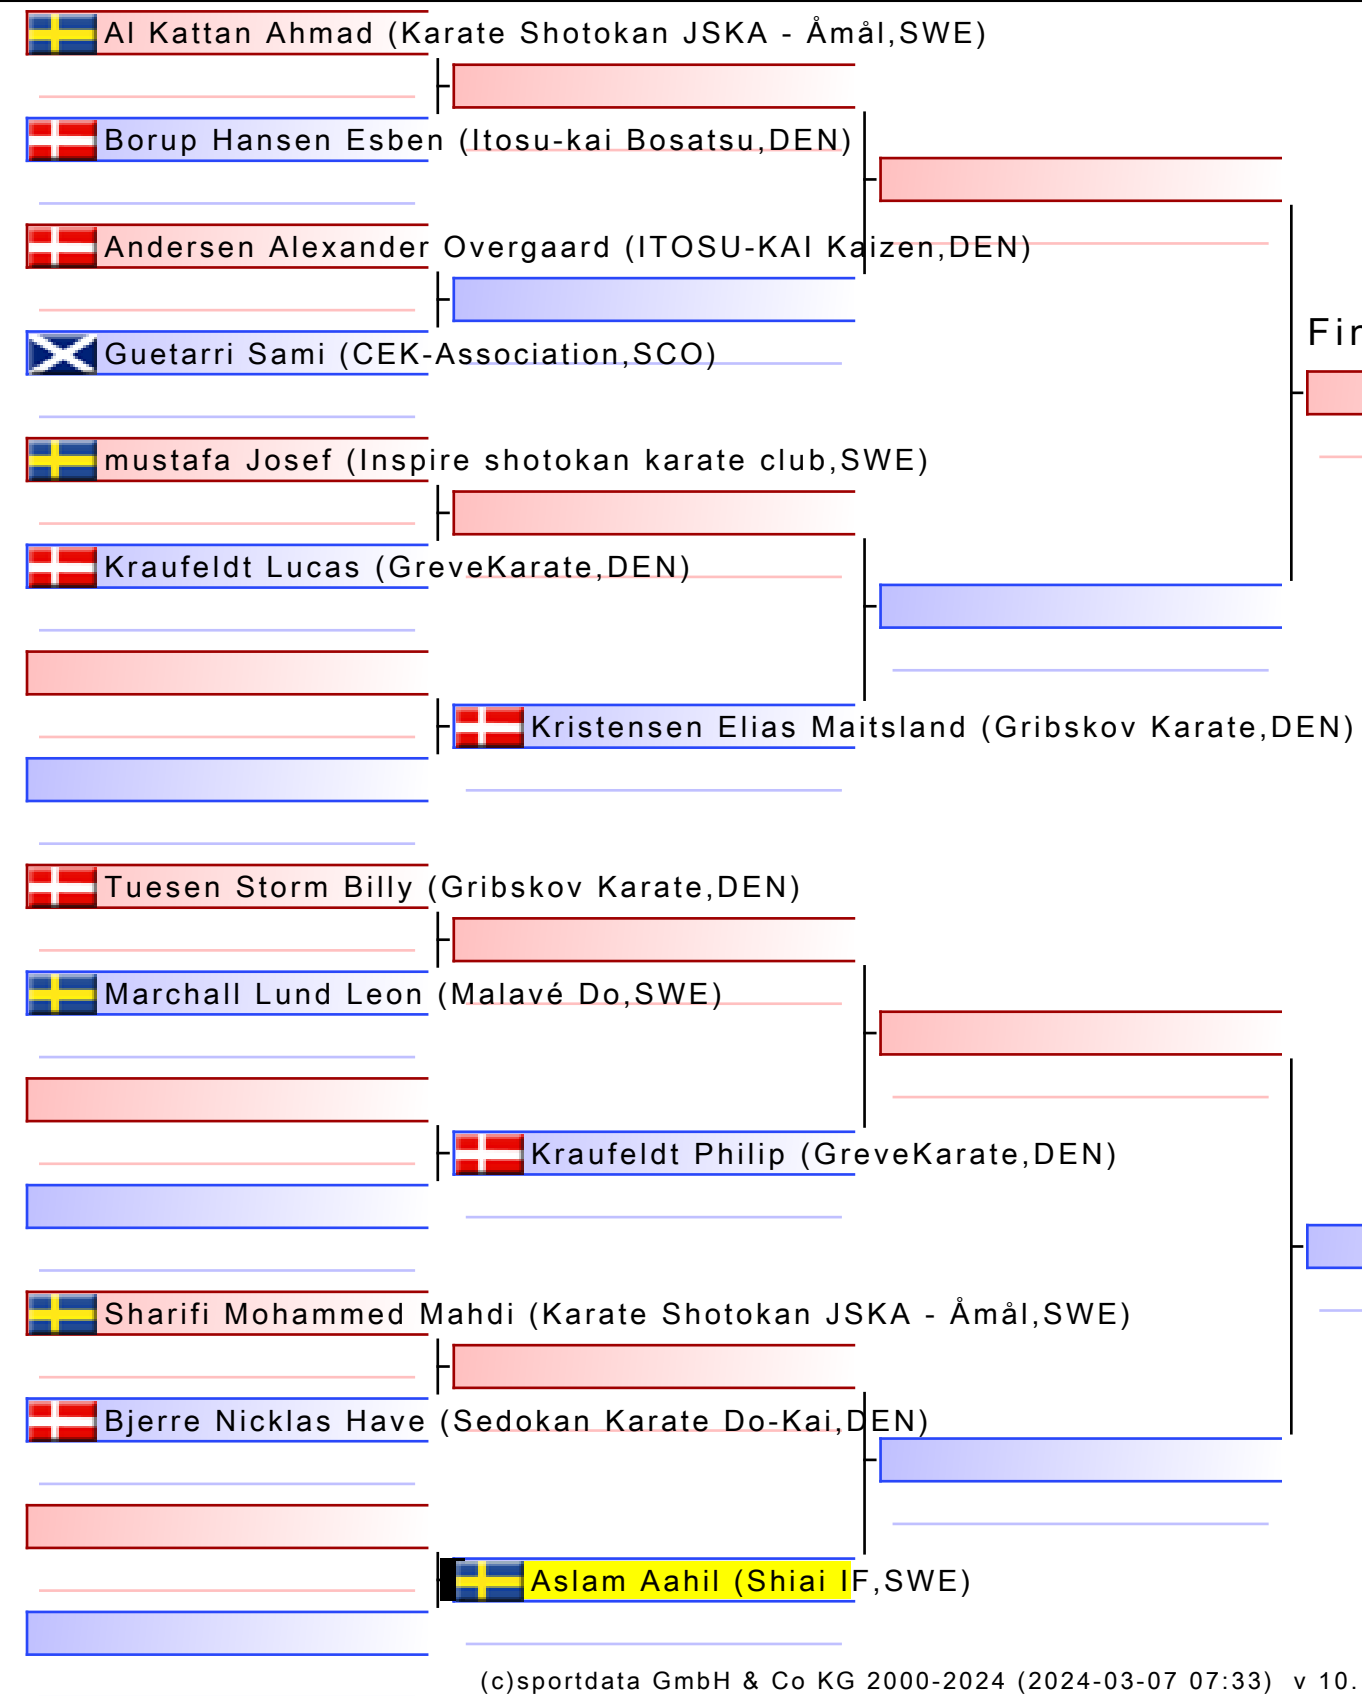 Al Kattan Ahmad (Karate Shotokan JSKA - Åmål,SWE)
Borup Hansen Esben (Itosu-kai Bosatsu,DEN)
Andersen Alexander Overgaard (ITOSU-KAI Kaizen,DEN)
Fin
Guetarri Sami (CEK-Association,SCO)
mustafa Josef (Inspire shotokan karate club,SWE)
Kraufeldt Lucas (GreveKarate,DEN)
Kristensen Elias Maitsland (Gribskov Karate,DEN)
Tuesen Storm Billy (Gribskov Karate,DEN)
Marchall Lund Leon (Malavé Do,SWE)
Kraufeldt Philip (GreveKarate,DEN)
Sharifi Mohammed Mahdi (Karate Shotokan JSKA - Åmål,SWE)
Bjerre Nicklas Have (Sedokan Karate Do-Kai,DEN)
Aslam Aahil (Shiai IF,SWE)
(c)sportdata GmbH & Co KG 2000-2024 (2024-03-07 07:33) v 10.